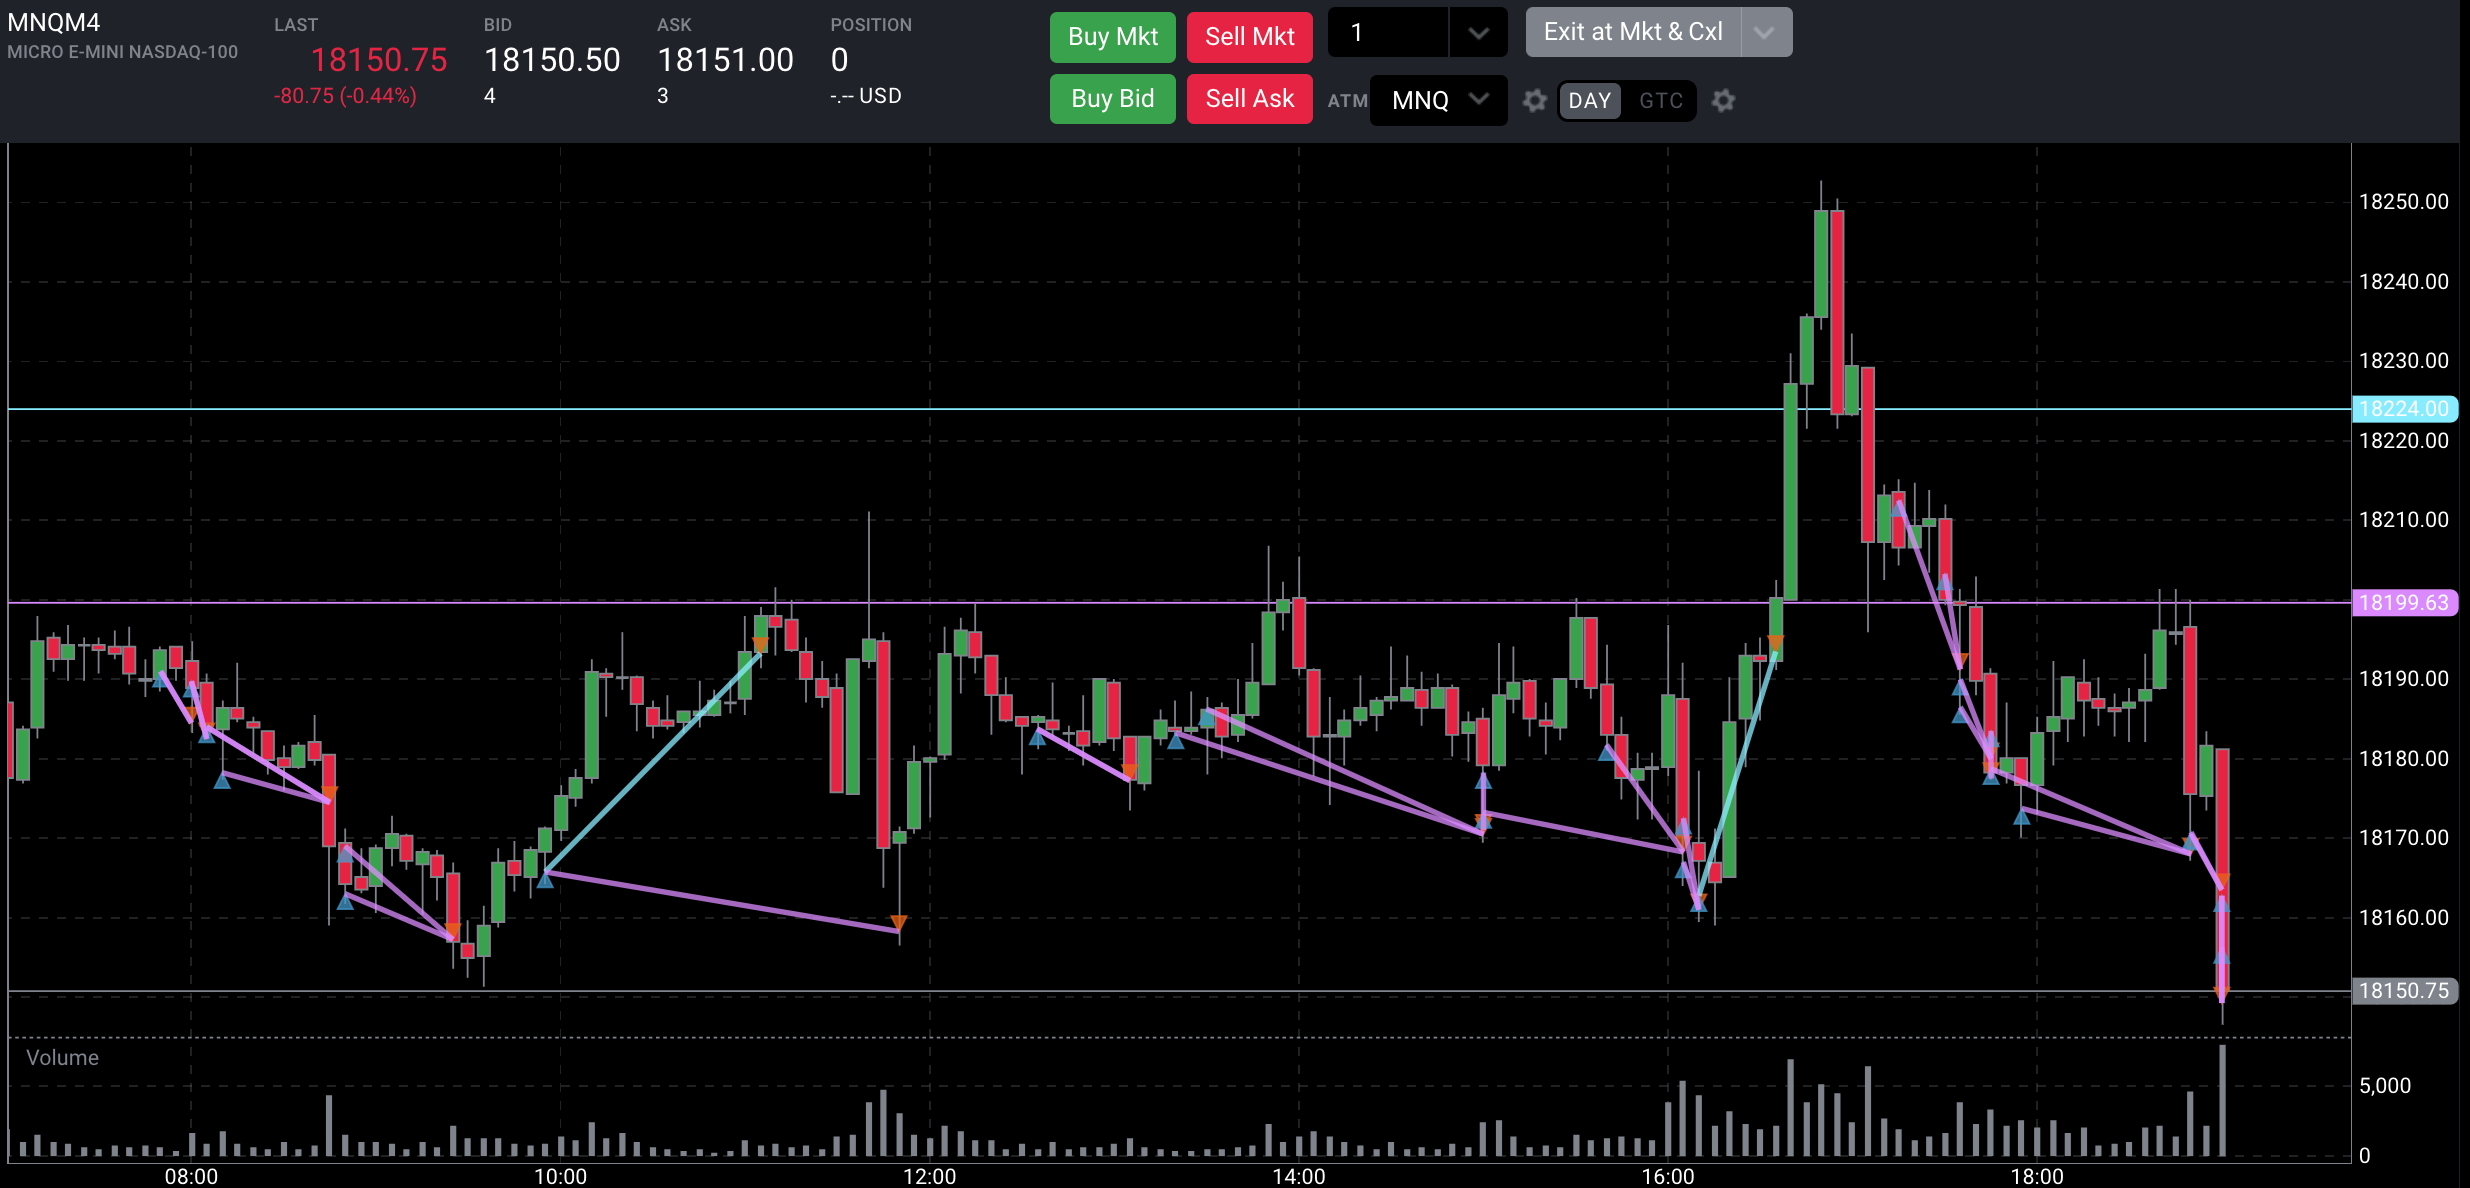 MNQM4
MICRO E-MINI NASDAQ-100
LAST
18150.75
-80.75 (-0.44%)
BID
18150.50
4
ASK
18151.00
3
POSITION
0
-.-- USD
Buy Mkt
Sell Mkt
1
Exit at Mkt & Cxl
Buy Bid
Sell Ask
ATM
MNQ
DAY
GTC
18250.00
18240.00
18230.00
18224.00
18220.00
18210.00
18199.63
18190.00
18180.00
18170.00
18160.00
18150.75
Volume
5,000
0
08:00
10:00
12:00
14:00
16:00
18:00